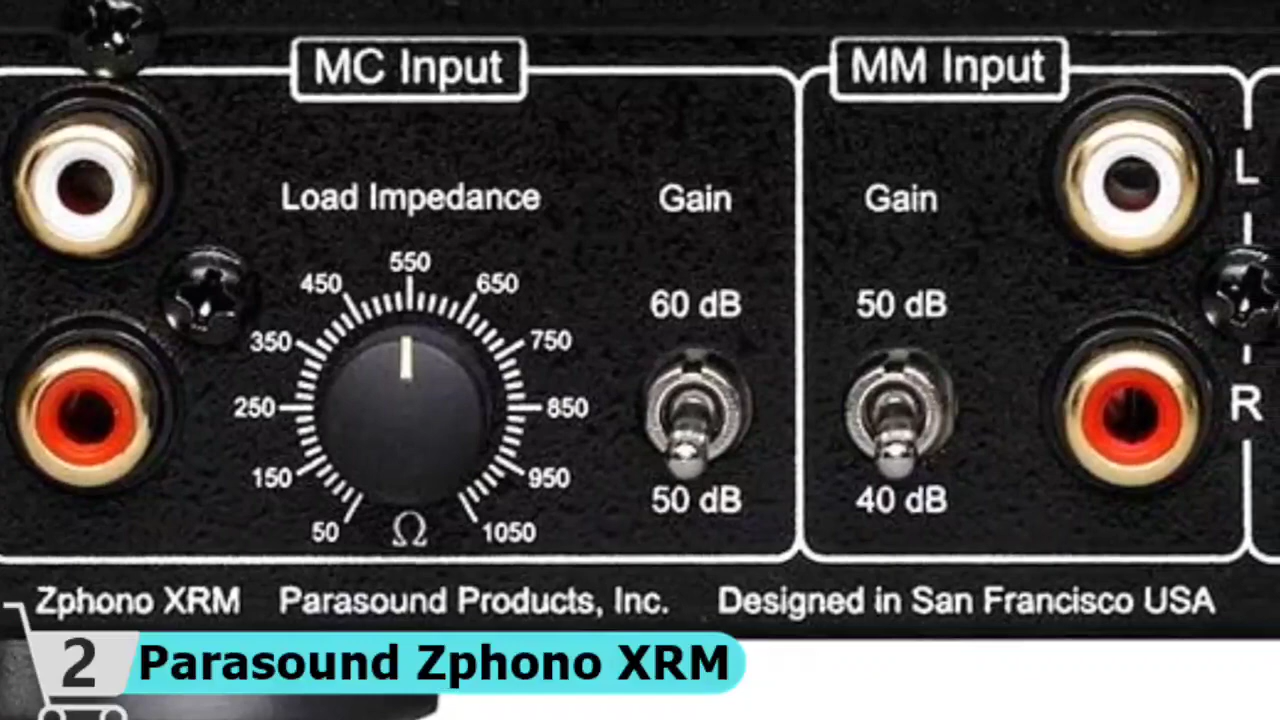 MC Input
MM Input
Load Impedance
Gain
Gain
L
550
450
650
60 dB
50 dB
350
750
250
850
R
150
950
50 dB
40 dB
50
Ω
1050
Zphono XRM Parasound Products, Inc. Designed in San Francisco USA
2 Parasound Zphono XRM